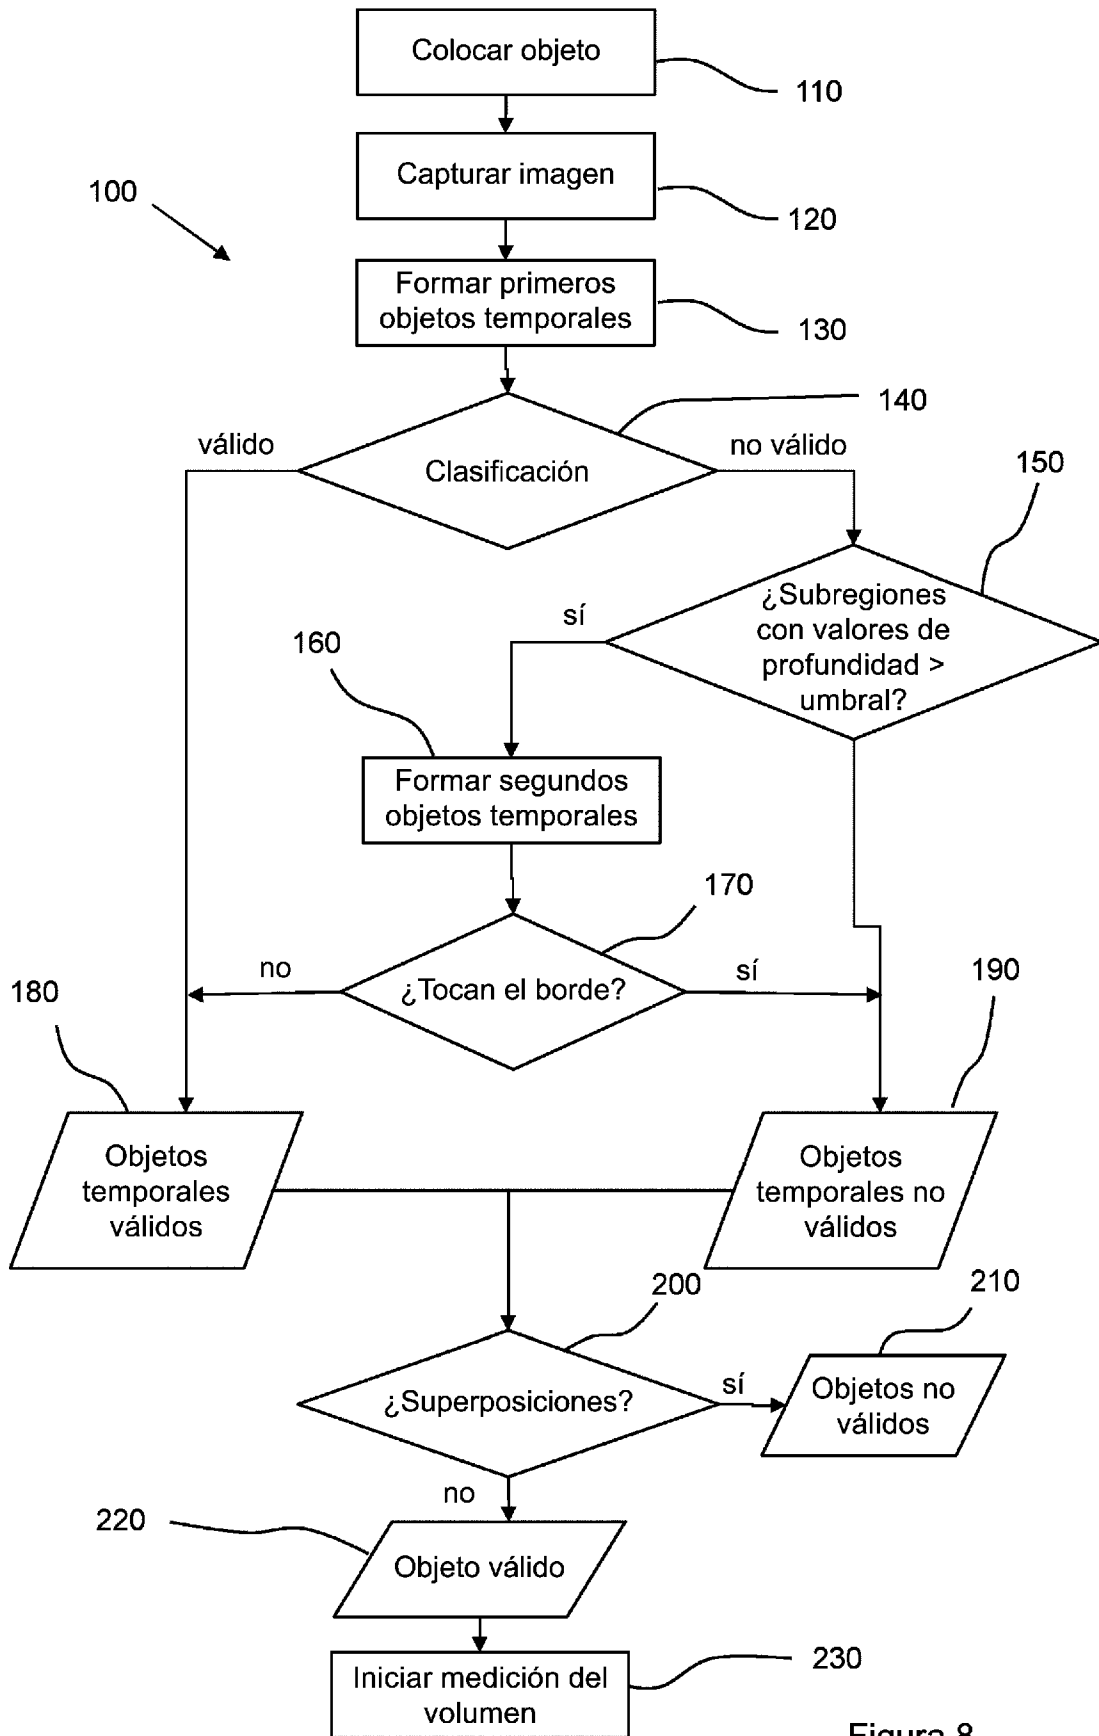 Colocar objeto
110
Capturar imagen
100
120
Formar primeros
objetos temporales
130
140
válido
no válido
Clasificación
150
¿Subregiones
con valores de
profundidad >
umbral?
sí
160
Formar segundos
objetos temporales
170
no
¿Tocan el borde?
sí
180
190
Objetos
temporales
válidos
Objetos
temporales no
válidos
200
210
¿Superposiciones?
sí
Objetos no
válidos
no
220
Objeto válido
230
Iniciar medición del
volumen
Figura 8